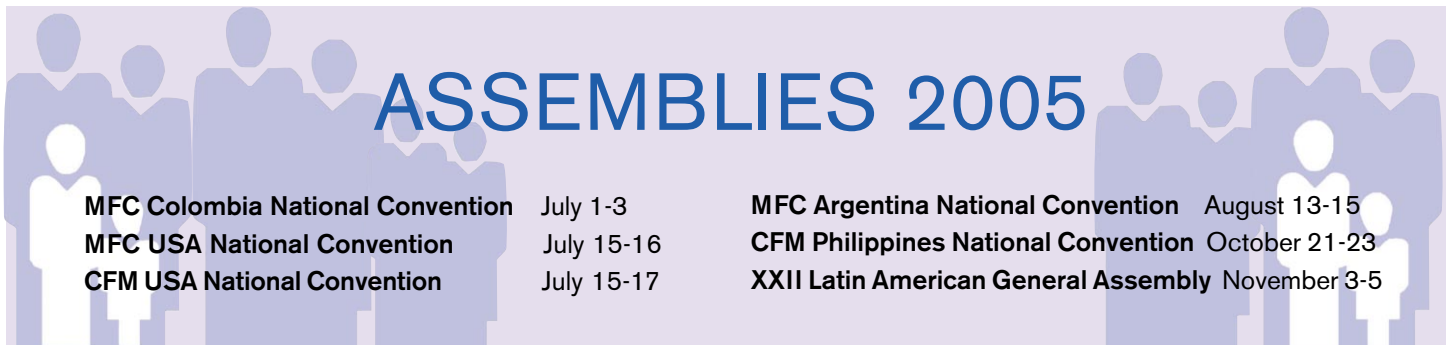 ASSEMBLIES 2005
MFC Colombia National Convention July 1-3
MFC USA National Convention July 15-16
CFM USA National Convention July 15-17
MFC Argentina National Convention August 13-15
CFM Philippines National Convention October 21-23
XXII Latin American General Assembly November 3-5